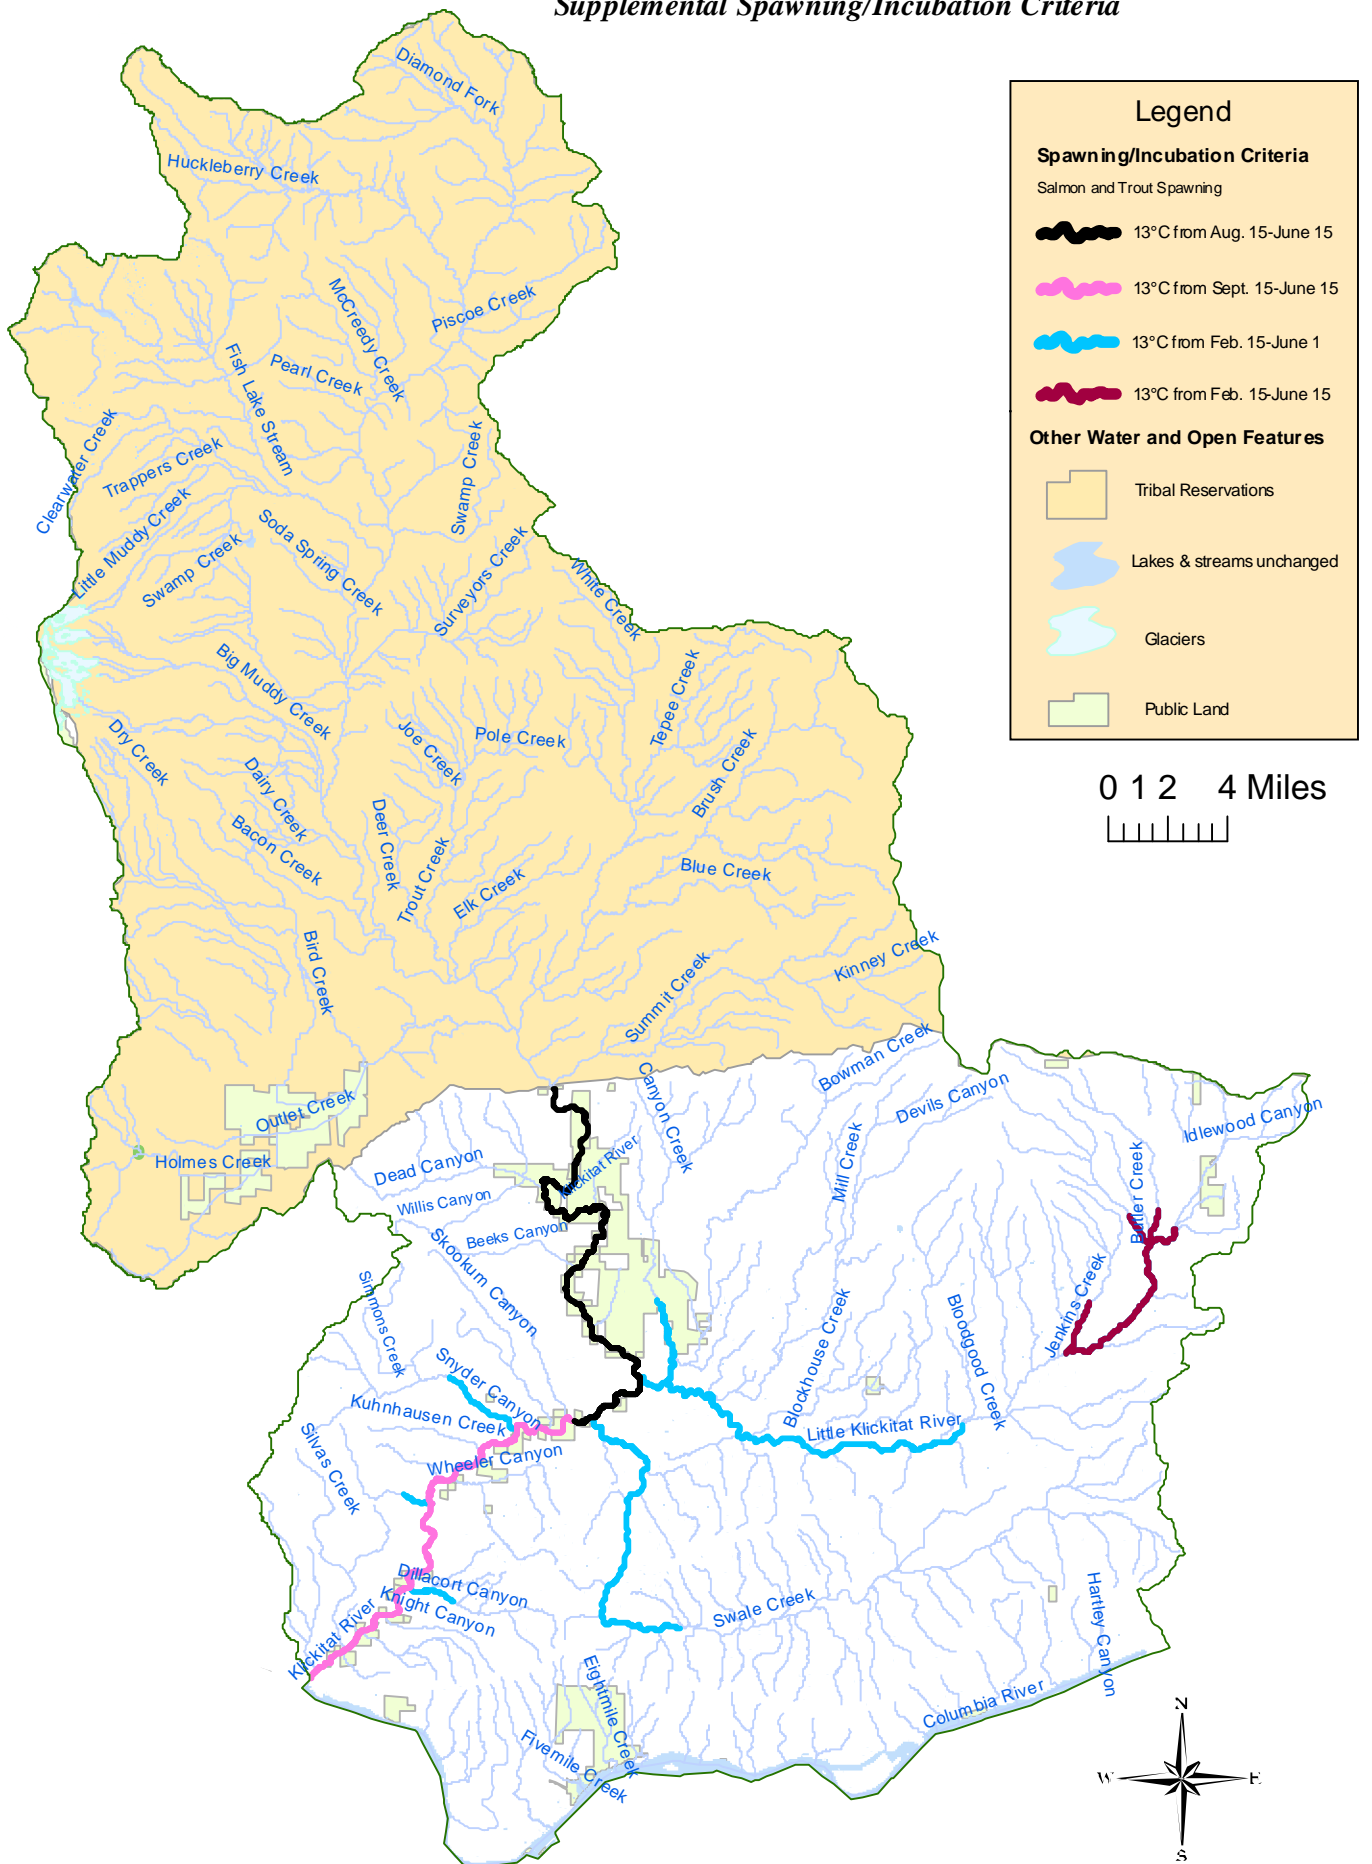 Supplemental Spawning/Incubation Criteria
Legend
Spawning/Incubation Criteria
Salmon and Trout Spawning
13°C from Aug. 15-June 15
13°C from Sept. 15-June 15
13°C from Feb. 15-June 1
13°C from Feb. 15-June 15
Other Water and Open Features
Tribal Reservations
Lakes & streams unchanged
Glaciers
Public Land
0 1 2 4 Miles
Diamond Fork
Huckleberry Creek
McCreedy Creek
Piscoe Creek
Fish Lake Stream
Pearl Creek
Clearwater Creek
Trappers Creek
Swamp Creek
Little Muddy Creek
Soda Spring Creek
Swamp Creek
Surveyors Creek
White Creek
Big Muddy Creek
Tepee Creek
Dry Creek
Joe Creek
Pole Creek
Brush Creek
Dairy Creek
Deer Creek
Bacon Creek
Trout Creek
Elk Creek
Blue Creek
Bird Creek
Summit Creek
Kinney Creek
Canyon Creek
Bowman Creek
Devils Canyon
Outlet Creek
Idlewood Canyon
Holmes Creek
Dead Canyon
Klickitat River
Mill Creek
Butler Creek
Willis Canyon
Beeks Canyon
Skookum Canyon
Simmons Creek
Jenkins Creek
Snyder Canyon
Blockhouse Creek
Bloodgood Creek
Kuhnhausen Creek
Little Klickitat River
Silvas Creek
Wheeler Canyon
Dillacort Canyon
Knight Canyon
Swale Creek
Hartley Canyon
Klickitat River
Eightmile Creek
Columbia River
Fivemile Creek
N
W
E
S